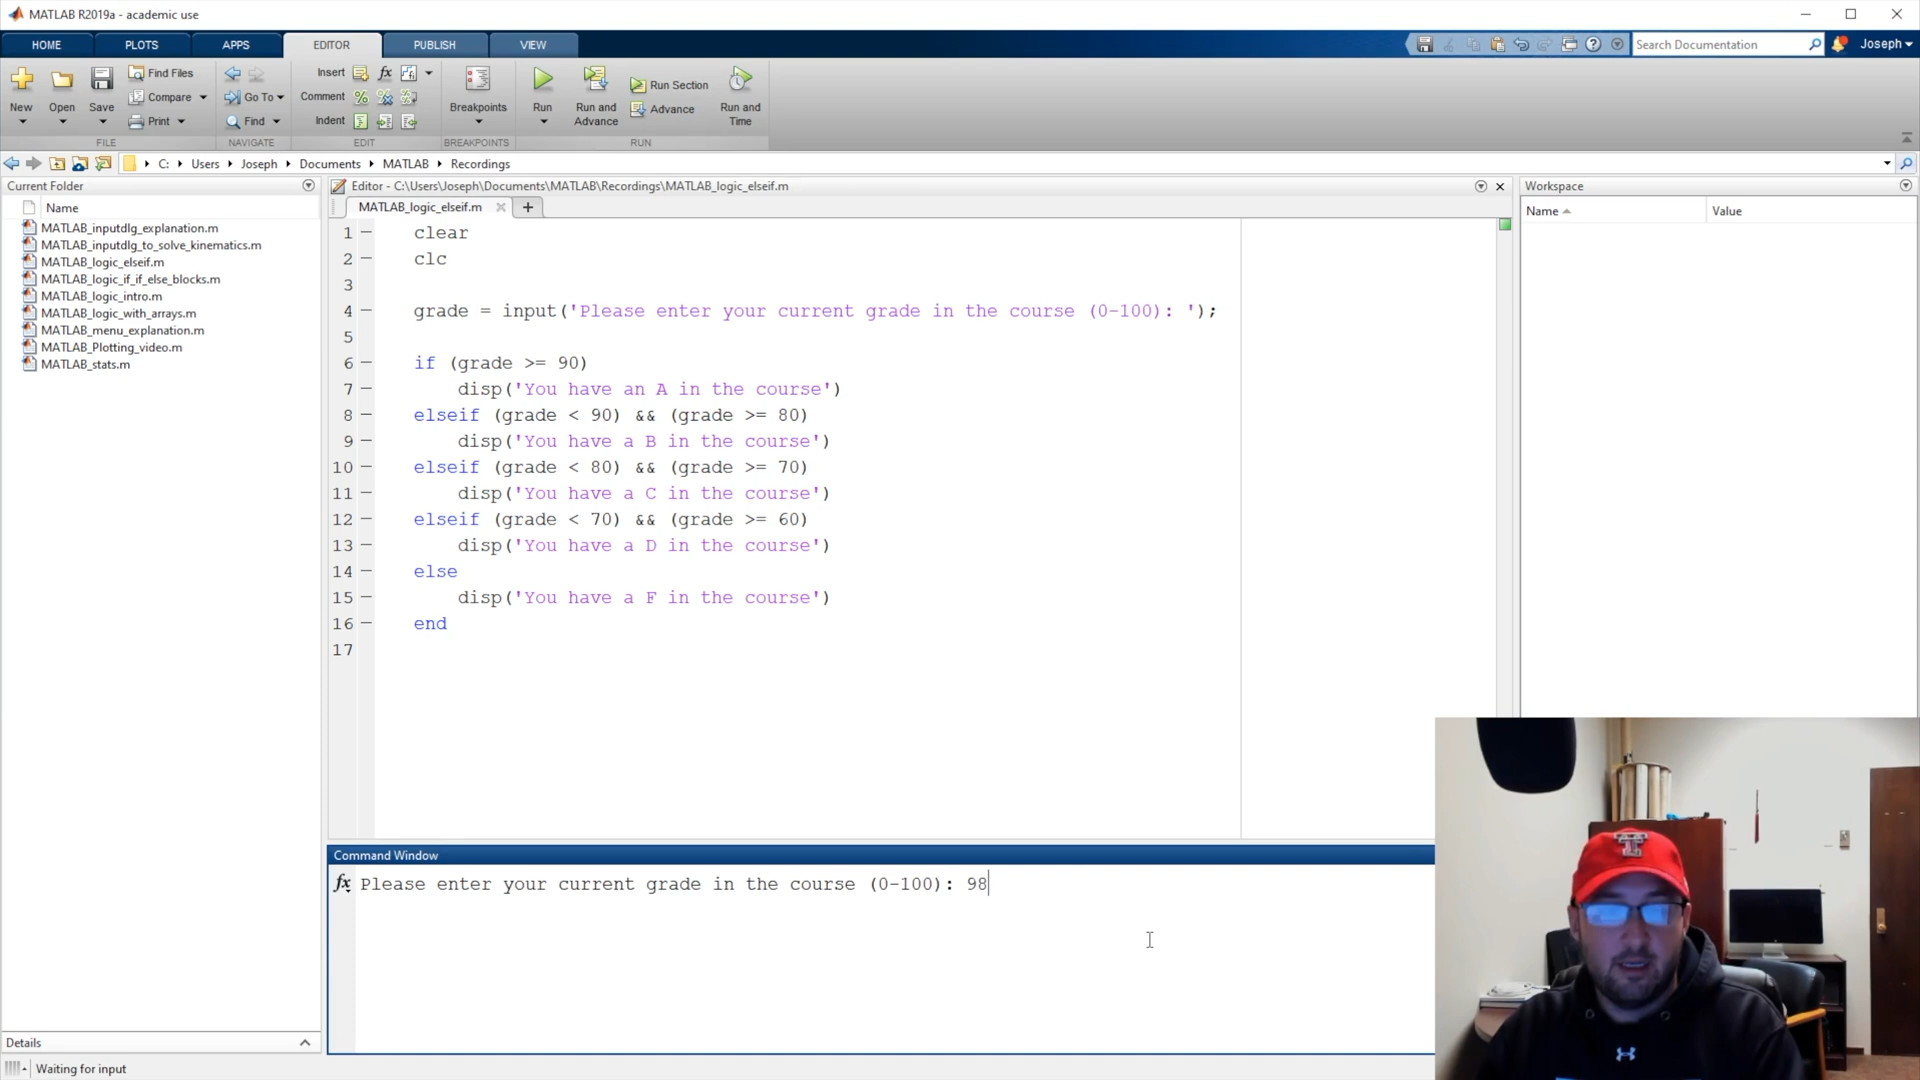 MATLAB R2019a - academic use
HOME PLOTS APPS EDITOR PUBLISH VIEW
Search Documentation
Joseph
New
Open
Save
Find Files
Compare
Print
FILE
Go To
Find
NAVIGATE
Insert
fx
Comment
Indent
EDIT
Breakpoints
BREAKPOINTS
Run
Run and Advance
Run Section
Advance
Run and Time
RUN
C: Users Joseph Documents MATLAB Recordings
Current Folder
Name
MATLAB_inputdlg_explanation.m
MATLAB_inputdlg_to_solve_kinematics.m
MATLAB_logic_elseif.m
MATLAB_logic_if_if_else_blocks.m
MATLAB_logic_intro.m
MATLAB_logic_with_arrays.m
MATLAB_menu_explanation.m
MATLAB_Plotting_video.m
MATLAB_stats.m
Details
Waiting for input
Editor - C:\Users\Joseph\Documents\MATLAB\Recordings\MATLAB_logic_elseif.m
MATLAB_logic_elseif.m
1 clear
2 clc
3
4 grade = input('Please enter your current grade in the course (0-100): ');
5
6 if (grade >= 90)
7 disp('You have an A in the course')
8 elseif (grade < 90) && (grade >= 80)
9 disp('You have a B in the course')
10 elseif (grade < 80) && (grade >= 70)
11 disp('You have a C in the course')
12 elseif (grade < 70) && (grade >= 60)
13 disp('You have a D in the course')
14 else
15 disp('You have a F in the course')
16 end
17
Command Window
fx Please enter your current grade in the course (0-100): 98
Workspace
Name Value